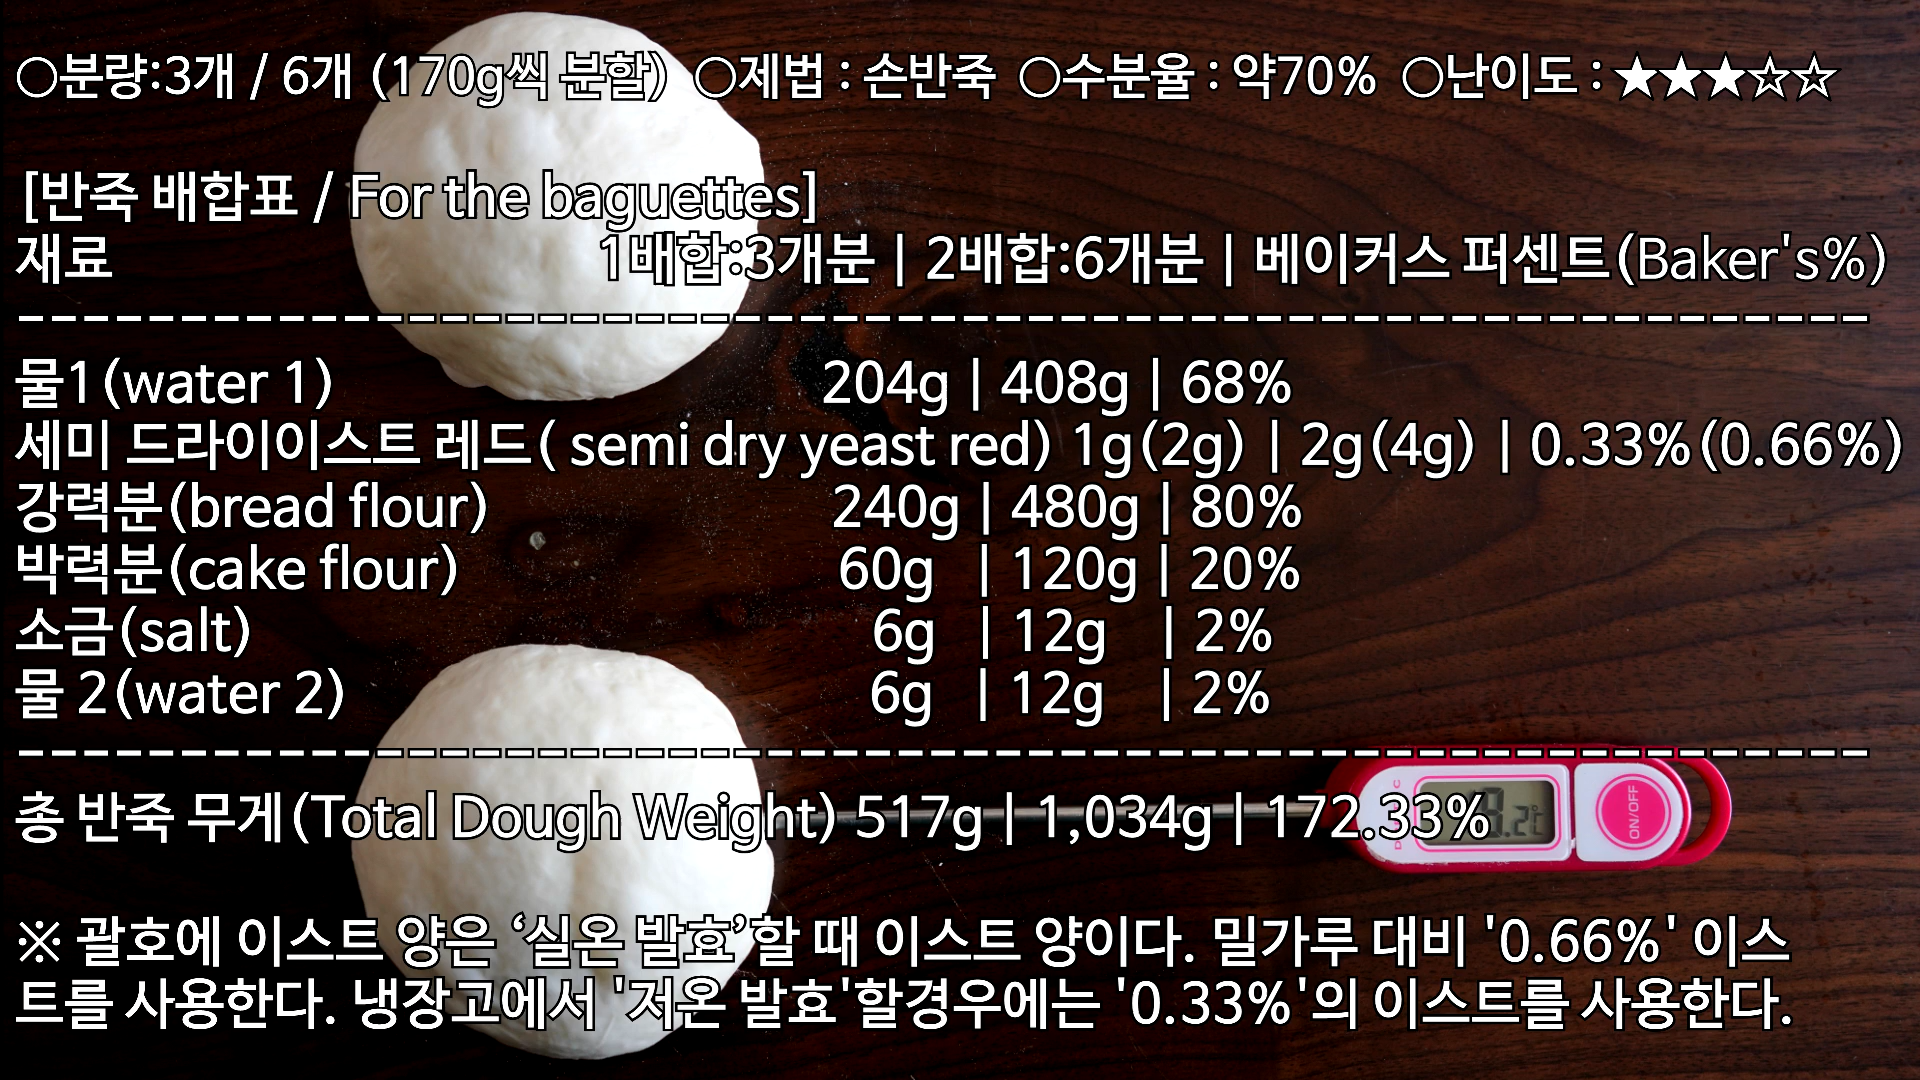 ○분량:3개 / 6개 (170g씩 분할) ○제법 : 손반죽 ○수분율 : 약70% ○난이도 : ★★★☆☆
[반죽 배합표 / For the baguettes]
재료 1배합:3개분 | 2배합:6개분 | 베이커스 퍼센트(Baker's%)
물1(water 1) 204g | 408g | 68%
세미 드라이이스트 레드( semi dry yeast red) 1g(2g) | 2g(4g) | 0.33%(0.66%)
강력분(bread flour) 240g | 480g | 80%
박력분(cake flour) 60g | 120g | 20%
소금(salt) 6g | 12g | 2%
물 2(water 2) 6g | 12g | 2%
총 반죽 무게(Total Dough Weight) 517g | 1,034g | 172.33%
ON/OFF
※ 괄호에 이스트 양은 ‘실온 발효’할 때 이스트 양이다. 밀가루 대비 '0.66%' 이스
트를 사용한다. 냉장고에서 '저온 발효'할경우에는 '0.33%'의 이스트를 사용한다.